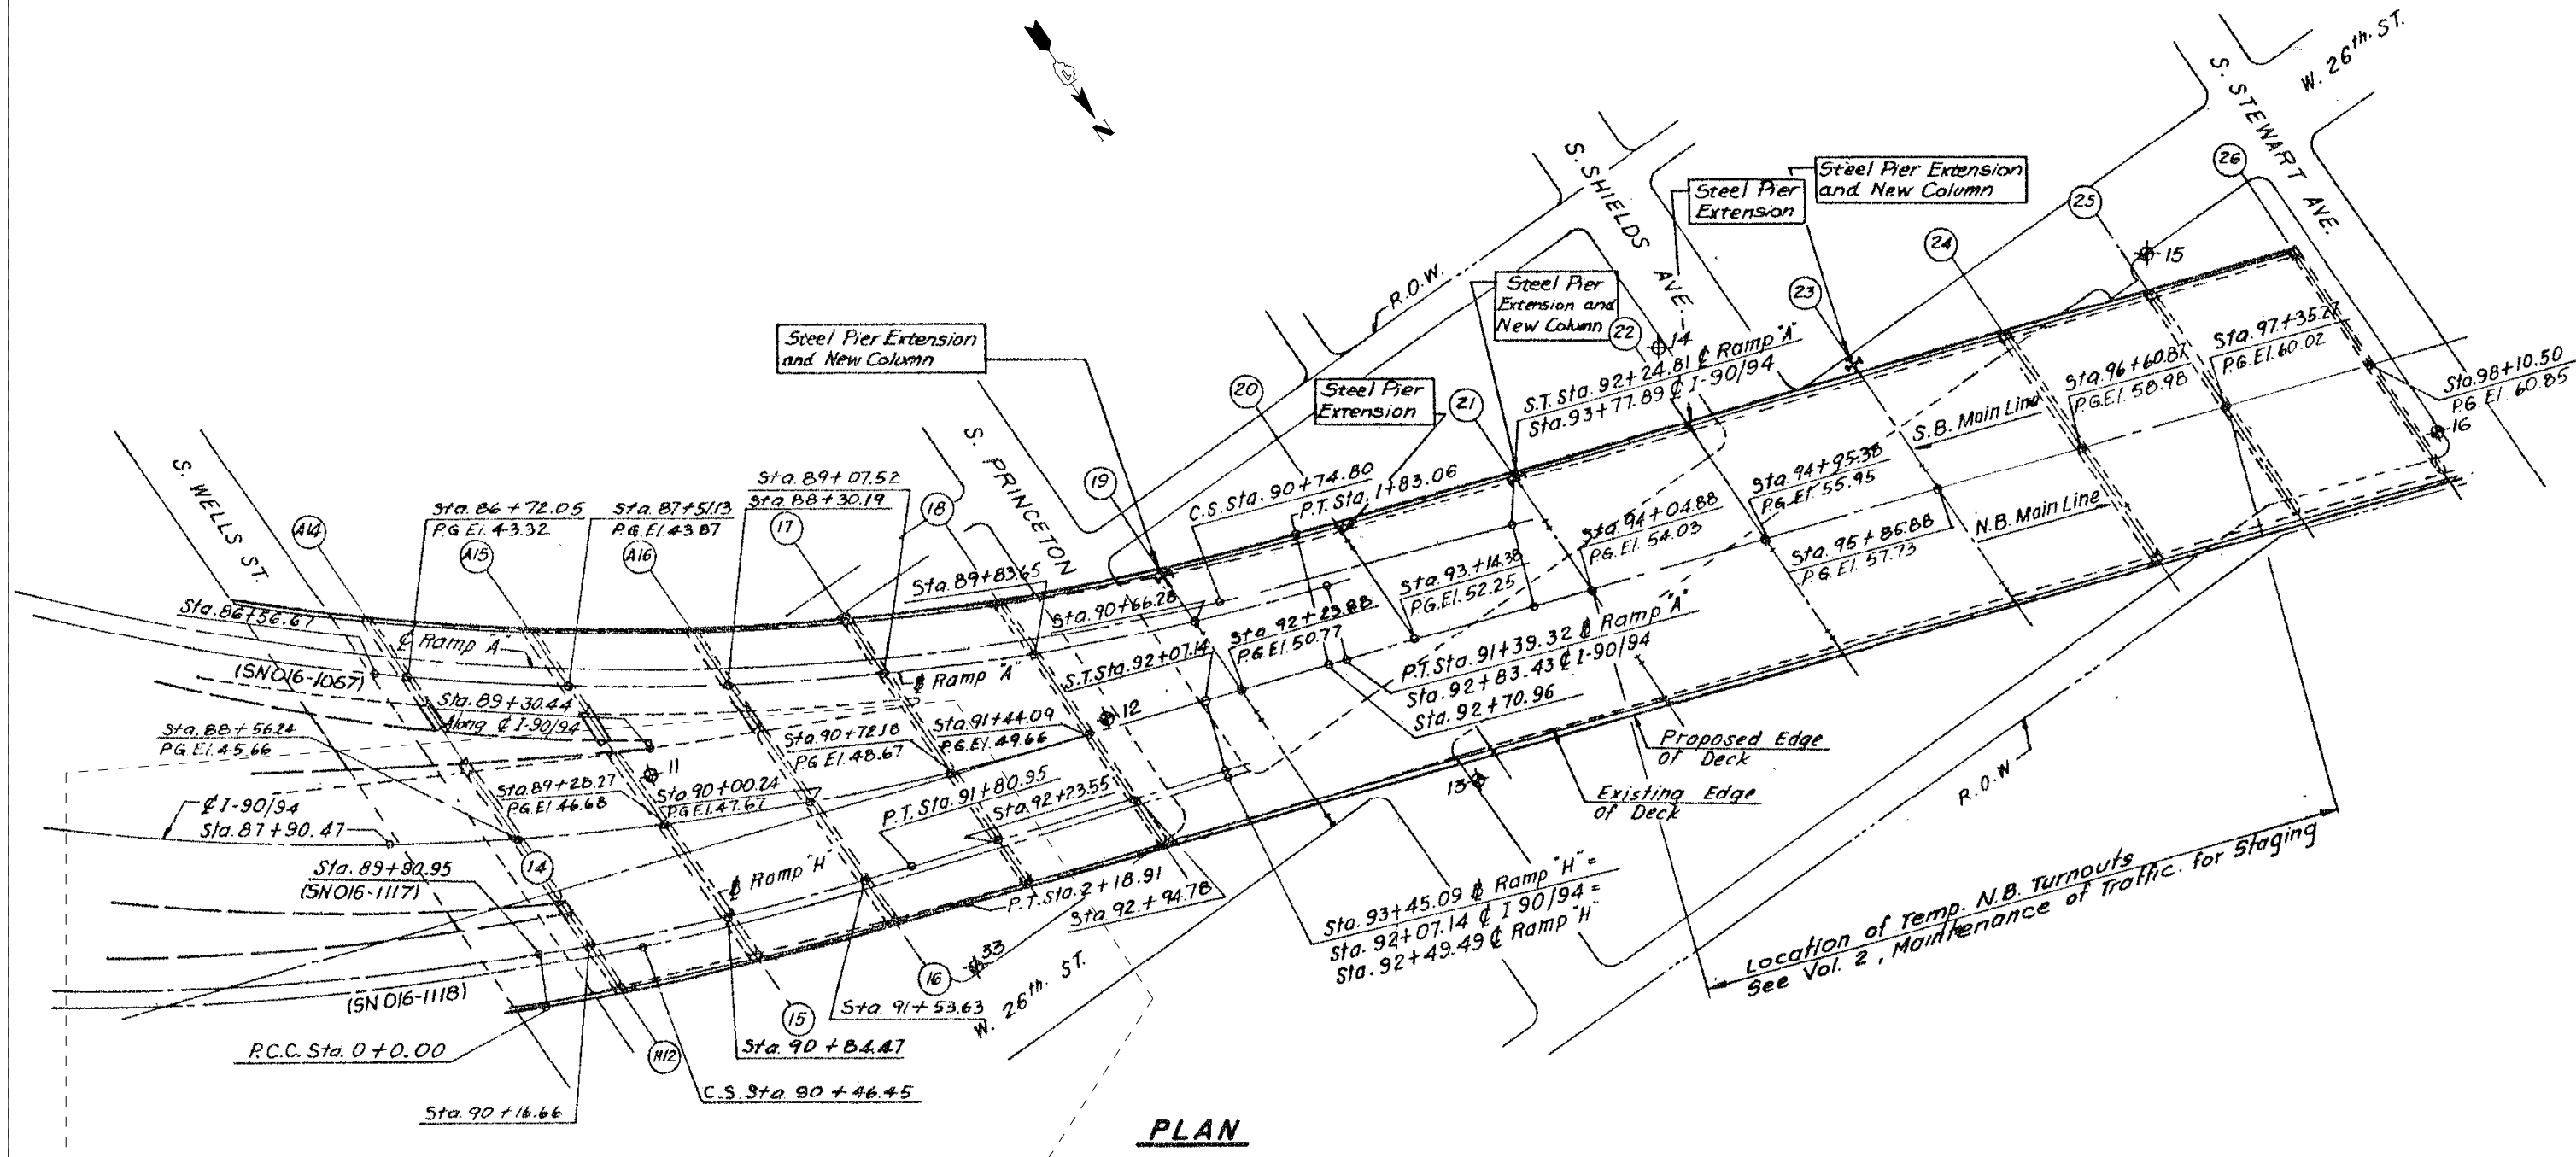 N
W. 26th. ST.
S. STEWART AVE.
S. SHIELDS AVE.
S. PRINCETON
S. WELLS ST.
Steel Pier Extension
and New Column
Steel Pier
Extension
Steel Pier
Extension and
New Column
Steel Pier
Extension
Steel Pier Extension
and New Column
R.O.W.
A14
A15
A16
17
18
19
20
21
22
23
24
25
26
14
15
16
Sta. 86 + 72.05
P.G. El. 43.32
Sta. 87+51.13
P.G. El. 43.87
Sta. 89+07.52
Sta. 88+30.19
Sta. 89+83.65
Sta. 90+66.28
C.S. Sta. 90+74.80
P.T. Sta. 1+83.06
S.T. Sta. 92+24.81 ℄ Ramp "A"
Sta. 93+77.89 ℄ I-90/94
S.B. Main Line
N.B. Main Line
Sta. 96+60.87
P.G. El. 58.98
Sta. 97+35.27
P.G. El. 60.02
Sta. 98+10.50
P.G. El. 60.85
Sta. 94+95.38
P.G. El. 55.95
Sta. 95+86.88
P.G. El. 57.73
Sta. 94+04.88
P.G. El. 54.03
Sta. 93+14.38
P.G. El. 52.25
Sta. 92+23.88
P.G. El. 50.77
S.T. Sta. 92+07.14
P.T. Sta. 91+39.32 ⅊ Ramp "A"
Sta. 92+83.43 ℄ I-90/94
Sta. 92+70.96
Sta. 86+56.67
℄ Ramp "A"
⅊ Ramp "A"
(SN 016-1067)
Sta. 89+30.44
Along ℄ I-90/94
Sta. 88+56.24
P.G. El. 45.66
11
12
Sta. 89+28.27
P.G. El. 46.68
Sta. 90+00.24
P.G. El. 47.67
Sta. 90+72.18
P.G. El. 48.67
Sta. 91+44.09
P.G. El. 49.66
P.T. Sta. 91+80.95
Sta. 92+23.55
℄ I-90/94
Sta. 87+90.47
Sta. 89+90.95
(SN 016-1117)
14
⅊ Ramp "H"
P.T. Sta. 2+18.91
Sta. 92+94.78
33
16
15
H12
(SN 016-1118)
P.C.C. Sta. 0+0.00
Sta. 90 + 16.66
C.S. Sta. 90 + 46.45
Sta. 90 + 84.47
Sta. 91+53.63
W. 26th. ST.
13
Proposed Edge
of Deck
Existing Edge
of Deck
R.O.W
Sta. 93+45.09 ⅊ Ramp "H" =
Sta. 92+07.14 ℄ I 90/94 =
Sta. 92+49.49 ℄ Ramp "H"
Location of Temp. N.B. Turnouts
See Vol. 2, Maintenance of Traffic. for Staging
PLAN